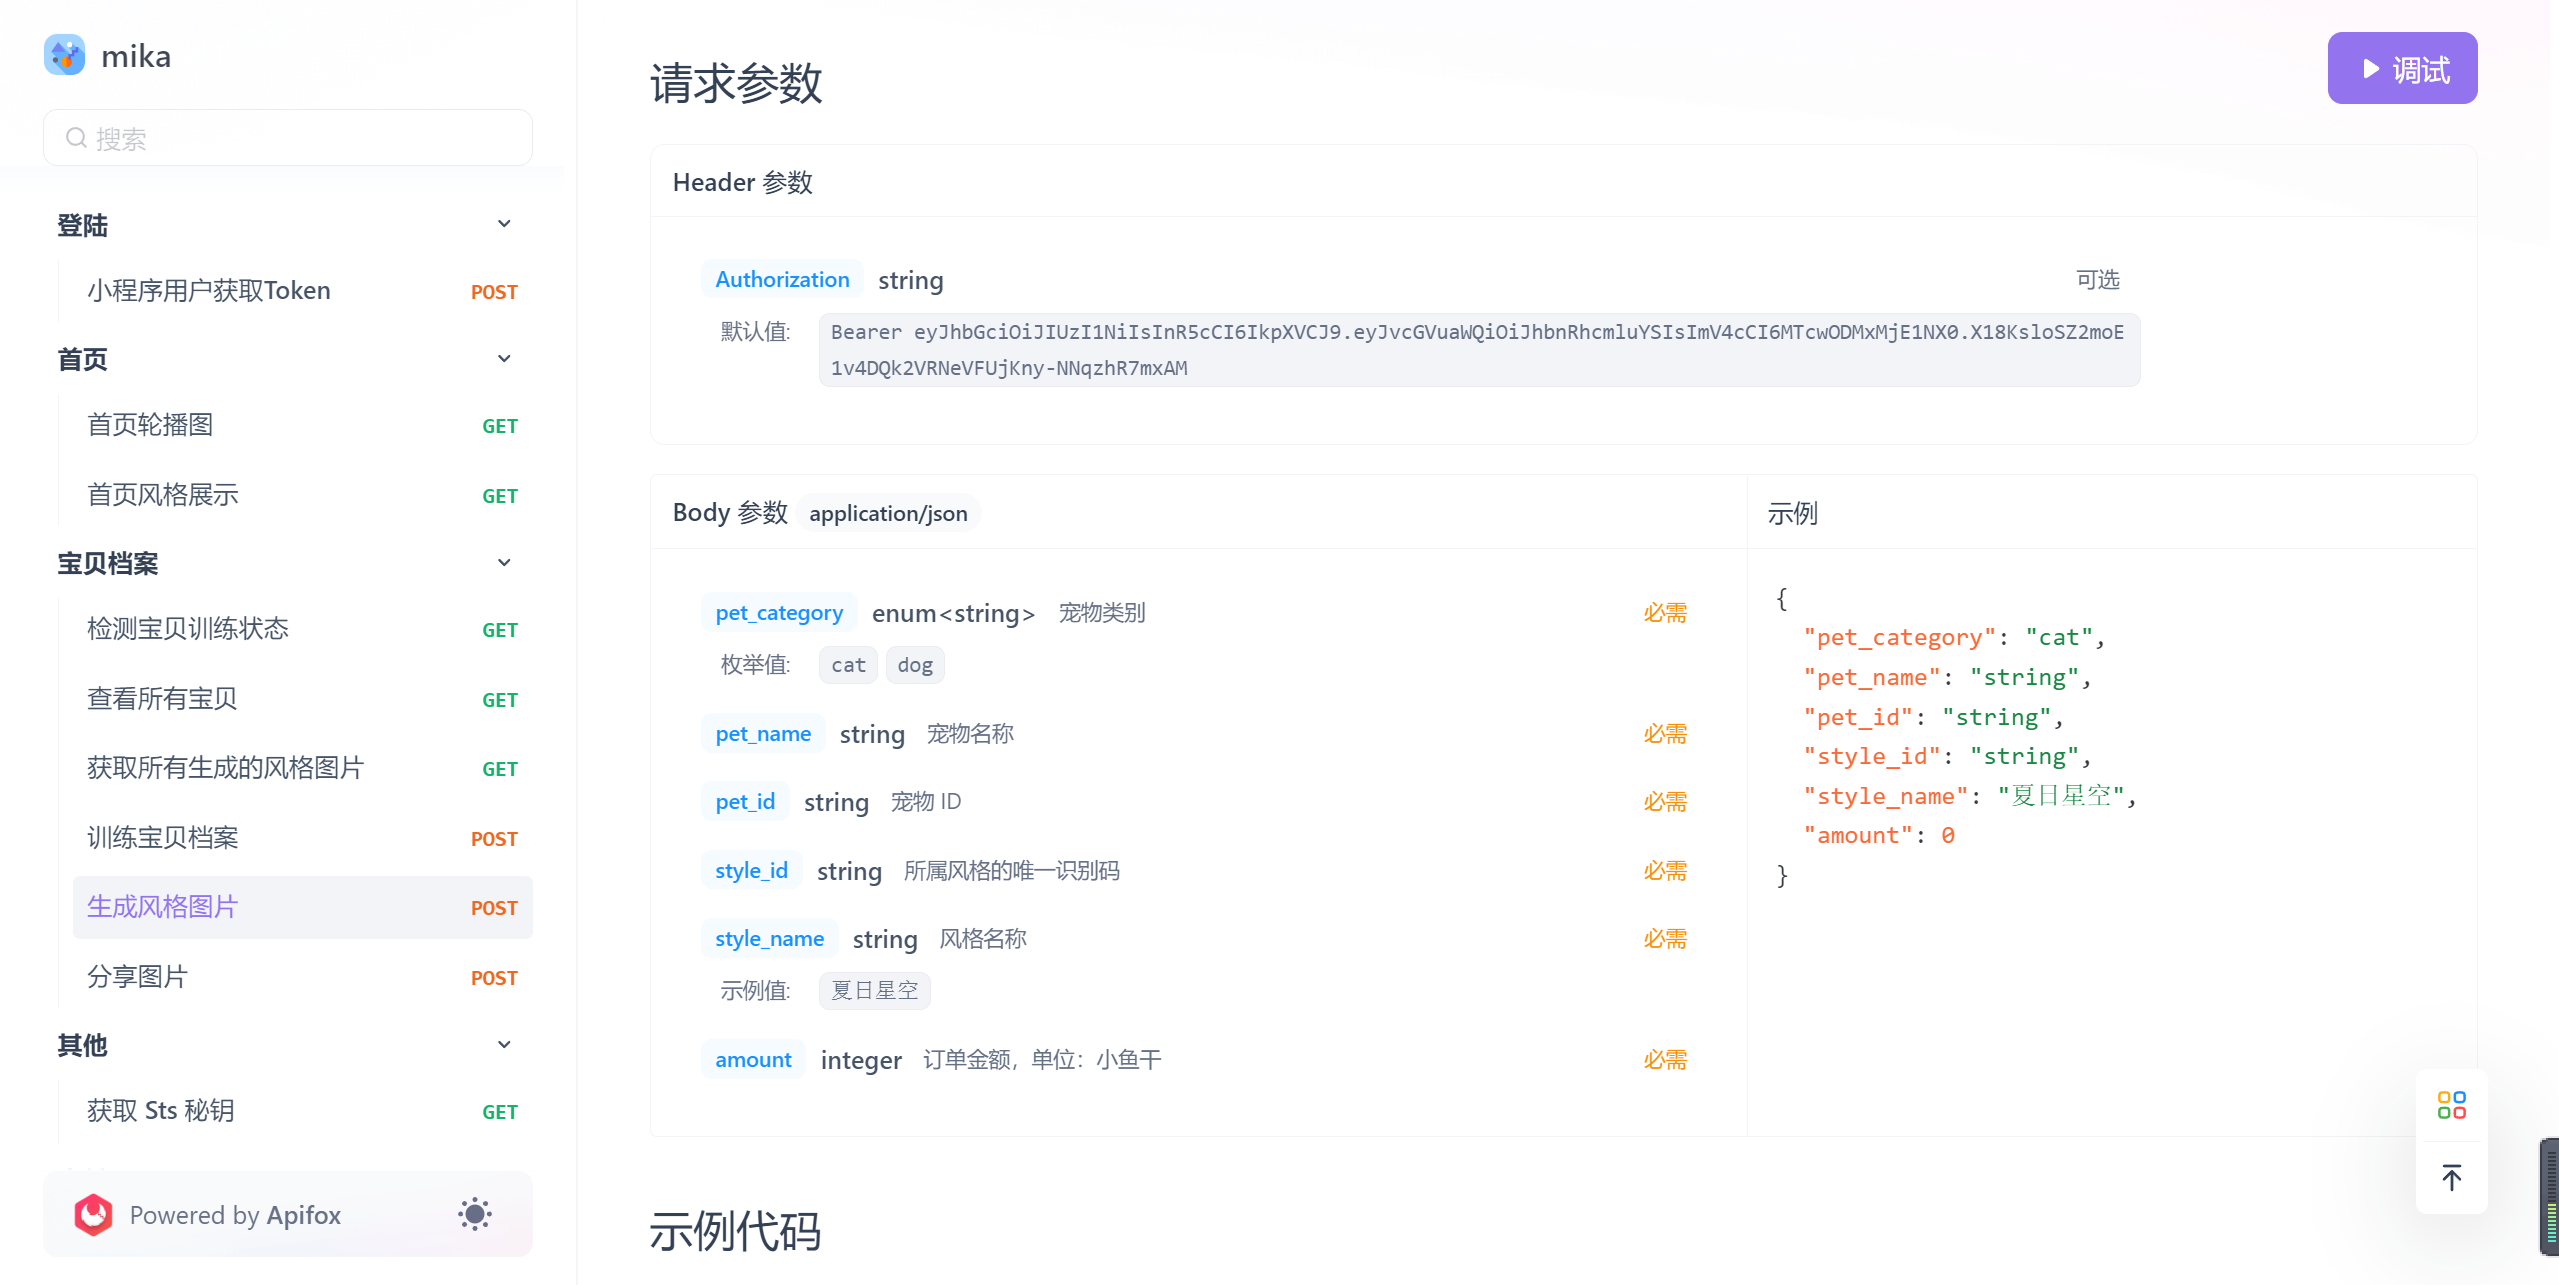 mika
搜索
登陆
小程序用户获取Token POST
首页
首页轮播图 GET
首页风格展示 GET
宝贝档案
检测宝贝训练状态 GET
查看所有宝贝 GET
获取所有生成的风格图片 GET
训练宝贝档案 POST
生成风格图片 POST
分享图片 POST
其他
获取 Sts 秘钥 GET
Powered by Apifox
请求参数
调试
Header 参数
Authorization string 可选
默认值: Bearer eyJhbGciOiJIUzI1NiIsInR5cCI6IkpXVCJ9.eyJvcGVuaWQiOiJhbnRhcmluYSIsImV4cCI6MTcwODMxMjE1NX0.X18KsloSZ2moE
1v4DQk2VRNeVFUjKny-NNqzhR7mxAM
Body 参数 application/json
pet_category enum<string> 宠物类别 必需
枚举值: cat dog
pet_name string 宠物名称 必需
pet_id string 宠物 ID 必需
style_id string 所属风格的唯一识别码 必需
style_name string 风格名称 必需
示例值: 夏日星空
amount integer 订单金额，单位：小鱼干 必需
示例
{
"pet_category": "cat",
"pet_name": "string",
"pet_id": "string",
"style_id": "string",
"style_name": "夏日星空",
"amount": 0
}
示例代码